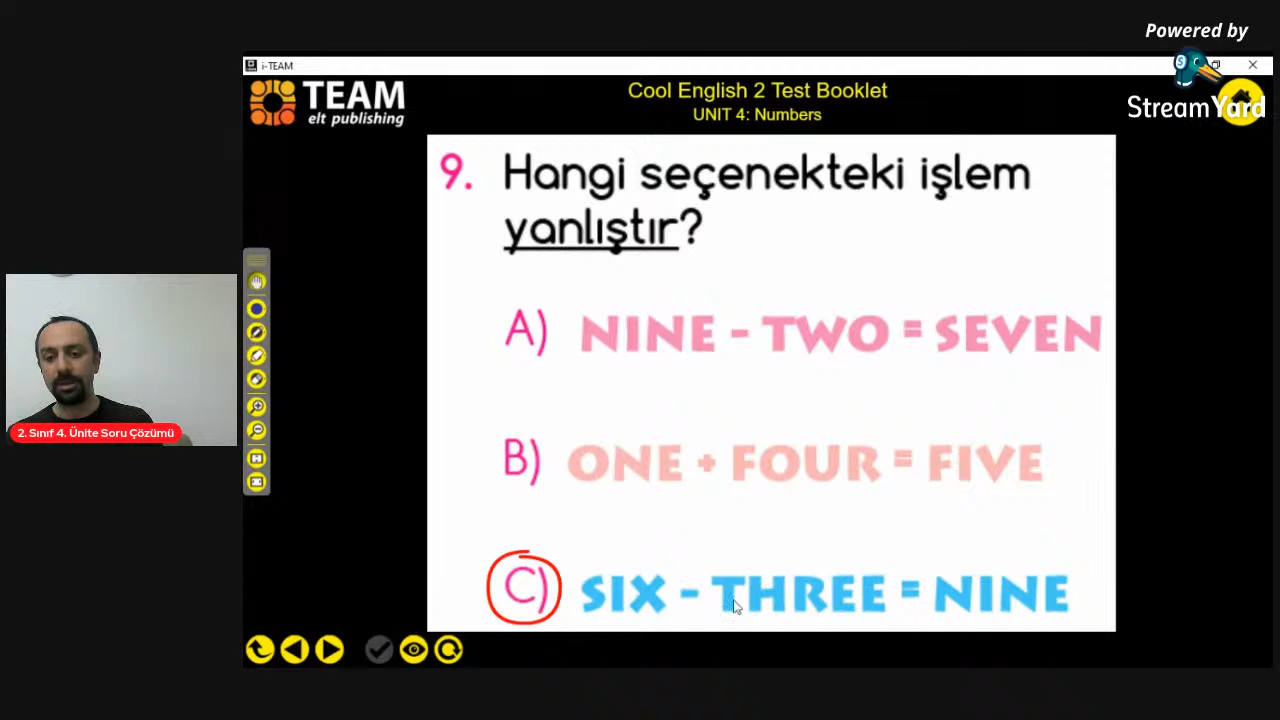 Powered by
StreamYard
i-TEAM
TEAM
elt publishing
Cool English 2 Test Booklet
UNIT 4: Numbers
9. Hangi seçenekteki işlem
yanlıştır?
A) NINE - TWO = SEVEN
B) ONE + FOUR = FIVE
C) SIX - THREE = NINE
2. Sınıf 4. Ünite Soru Çözümü